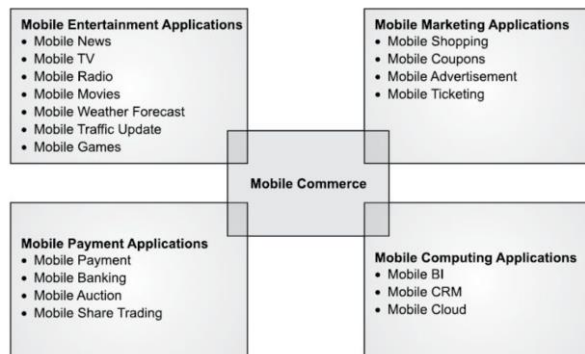 Mobile Entertainment Applications
• Mobile News
• Mobile TV
• Mobile Radio
• Mobile Movies
• Mobile Weather Forecast
• Mobile Traffic Update
• Mobile Games
Mobile Marketing Applications
• Mobile Shopping
• Mobile Coupons
• Mobile Advertisement
• Mobile Ticketing
Mobile Commerce
Mobile Payment Applications
• Mobile Payment
• Mobile Banking
• Mobile Auction
• Mobile Share Trading
Mobile Computing Applications
• Mobile BI
• Mobile CRM
• Mobile Cloud